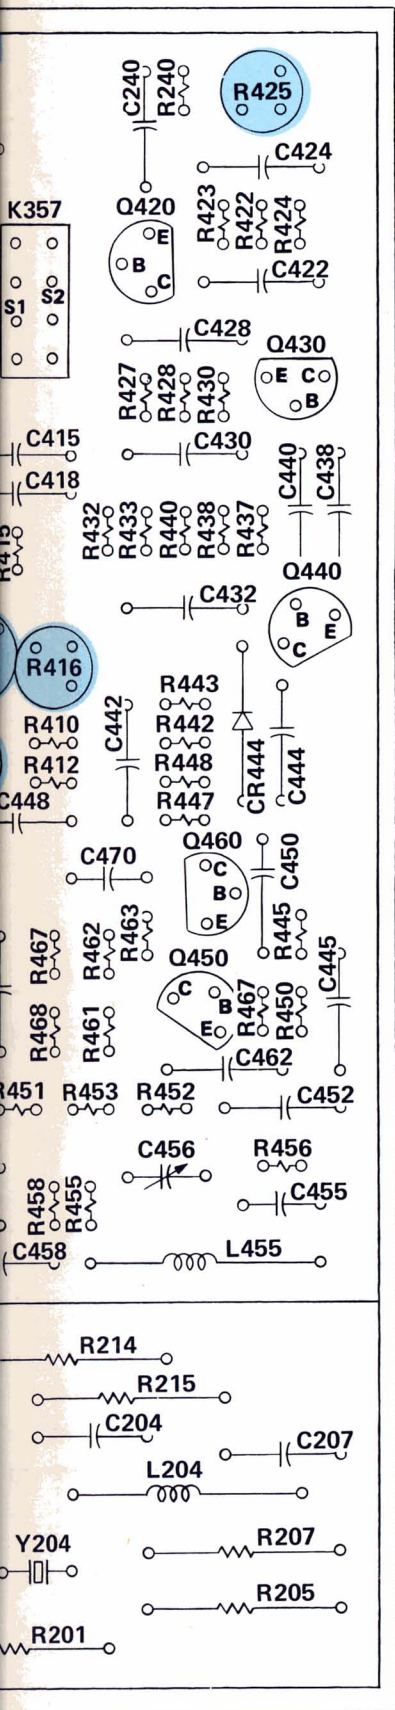 C240
R240
R425
C424
K357
Q420
R423
R422
R424
E
B
C
C422
S1
S2
C428
Q430
E
C
B
R427
R428
R430
C415
C430
C440
C438
C418
R432
R433
R440
R438
R437
R415
Q440
B
E
C
C432
R416
R443
C442
R410
R442
R412
R448
CR444
C444
C448
R447
Q460
C
B
E
C450
C470
R463
R445
R467
R462
Q450
C
B
E
C445
R467
R450
R468
R461
C462
R451
R453
R452
C452
C456
R456
R458
R455
C455
C458
L455
R214
R215
C204
C207
L204
Y204
R207
R205
R201